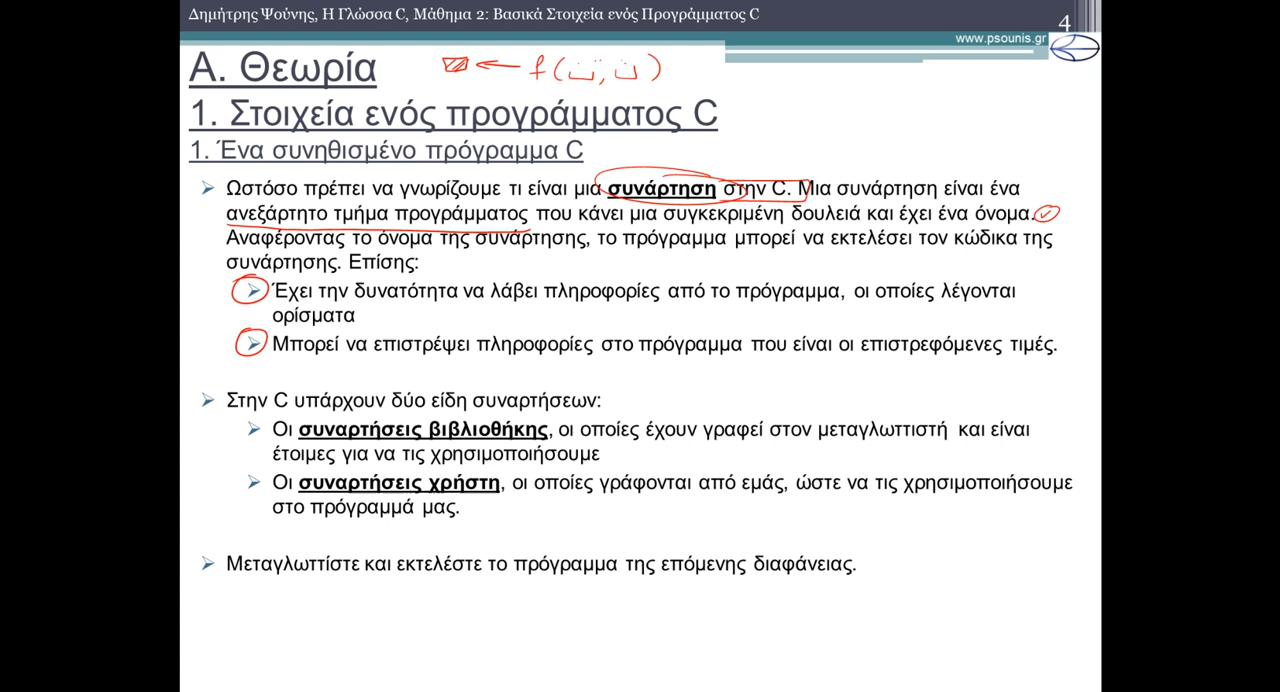 Δημήτρης Ψούνης, Η Γλώσσα C, Μάθημα 2: Βασικά Στοιχεία ενός Προγράμματος C
4
www.psounis.gr
Α. Θεωρία
f( , )
1. Στοιχεία ενός προγράμματος C
1. Ένα συνηθισμένο πρόγραμμα C
Ωστόσο πρέπει να γνωρίζουμε τι είναι μια συνάρτηση στην C. Μια συνάρτηση είναι ένα
ανεξάρτητο τμήμα προγράμματος που κάνει μια συγκεκριμένη δουλειά και έχει ένα όνομα.
Αναφέροντας το όνομα της συνάρτησης, το πρόγραμμα μπορεί να εκτελέσει τον κώδικα της
συνάρτησης. Επίσης:
Έχει την δυνατότητα να λάβει πληροφορίες από το πρόγραμμα, οι οποίες λέγονται
ορίσματα
Μπορεί να επιστρέψει πληροφορίες στο πρόγραμμα που είναι οι επιστρεφόμενες τιμές.
Στην C υπάρχουν δύο είδη συναρτήσεων:
Οι συναρτήσεις βιβλιοθήκης, οι οποίες έχουν γραφεί στον μεταγλωττιστή και είναι
έτοιμες για να τις χρησιμοποιήσουμε
Οι συναρτήσεις χρήστη, οι οποίες γράφονται από εμάς, ώστε να τις χρησιμοποιήσουμε
στο πρόγραμμά μας.
Μεταγλωττίστε και εκτελέστε το πρόγραμμα της επόμενης διαφάνειας.